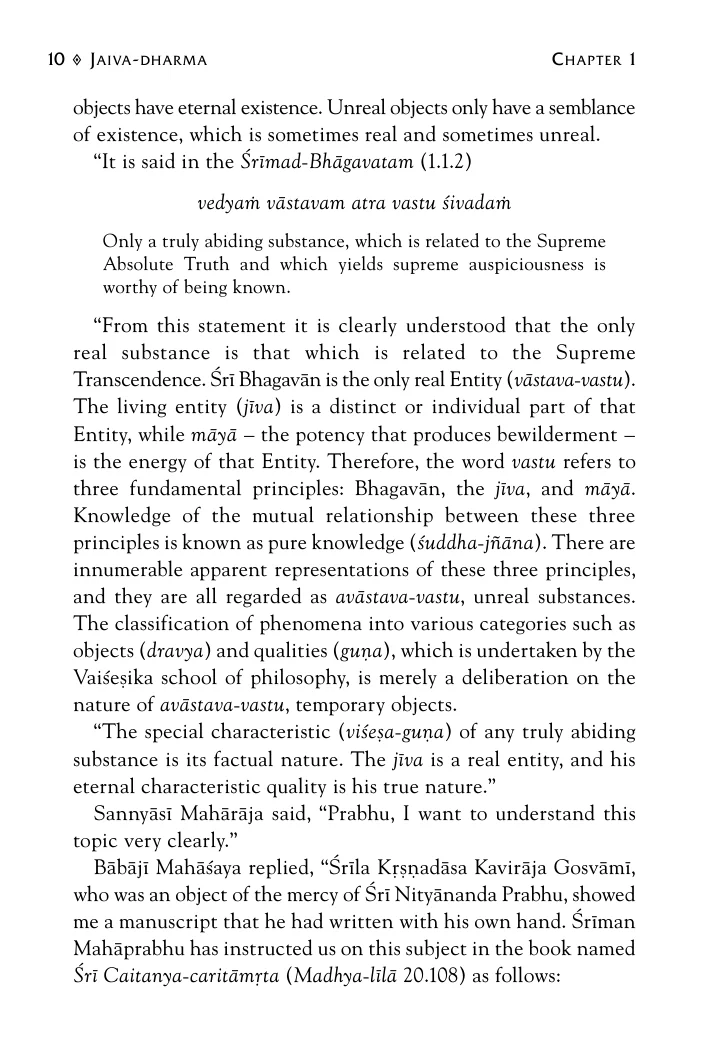 10 ◊ JAIVA-DHARMA CHAPTER 1
objects have eternal existence. Unreal objects only have a semblance
of existence, which is sometimes real and sometimes unreal.
“It is said in the Śrīmad-Bhāgavatam (1.1.2)
vedyaṁ vāstavam atra vastu śivadaṁ
Only a truly abiding substance, which is related to the Supreme
Absolute Truth and which yields supreme auspiciousness is
worthy of being known.
“From this statement it is clearly understood that the only
real substance is that which is related to the Supreme
Transcendence. Śrī Bhagavān is the only real Entity (vāstava-vastu).
The living entity (jīva) is a distinct or individual part of that
Entity, while māyā – the potency that produces bewilderment –
is the energy of that Entity. Therefore, the word vastu refers to
three fundamental principles: Bhagavān, the jīva, and māyā.
Knowledge of the mutual relationship between these three
principles is known as pure knowledge (śuddha-jñāna). There are
innumerable apparent representations of these three principles,
and they are all regarded as avāstava-vastu, unreal substances.
The classification of phenomena into various categories such as
objects (dravya) and qualities (guṇa), which is undertaken by the
Vaiśeṣika school of philosophy, is merely a deliberation on the
nature of avāstava-vastu, temporary objects.
“The special characteristic (viśeṣa-guṇa) of any truly abiding
substance is its factual nature. The jīva is a real entity, and his
eternal characteristic quality is his true nature.”
Sannyāsī Mahārāja said, “Prabhu, I want to understand this
topic very clearly.”
Bābājī Mahāśaya replied, “Śrīla Kṛṣṇadāsa Kavirāja Gosvāmī,
who was an object of the mercy of Śrī Nityānanda Prabhu, showed
me a manuscript that he had written with his own hand. Śrīman
Mahāprabhu has instructed us on this subject in the book named
Śrī Caitanya-caritāmṛta (Madhya-līlā 20.108) as follows: